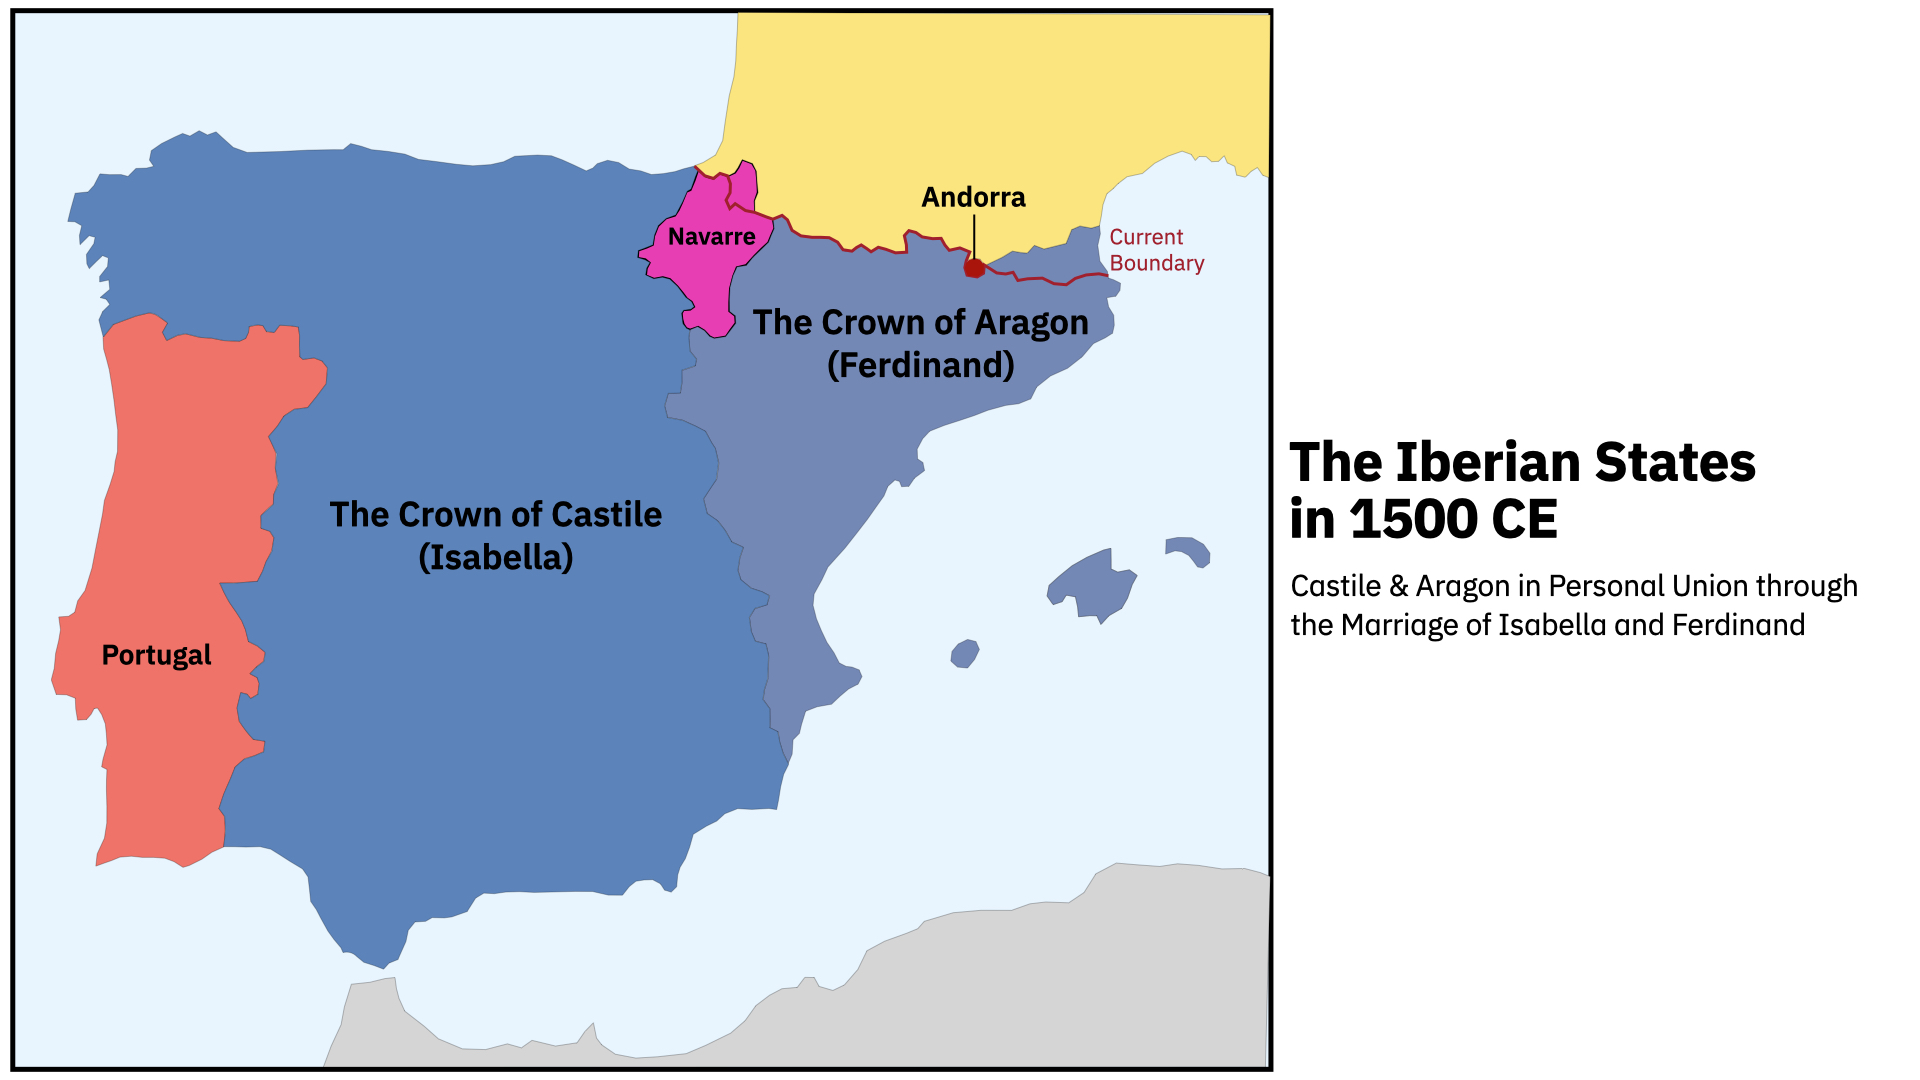 Andorra
Navarre
Current
Boundary
The Crown of Aragon
(Ferdinand)
The Crown of Castile
(Isabella)
Portugal
The Iberian States
in 1500 CE
Castile & Aragon in Personal Union through
the Marriage of Isabella and Ferdinand